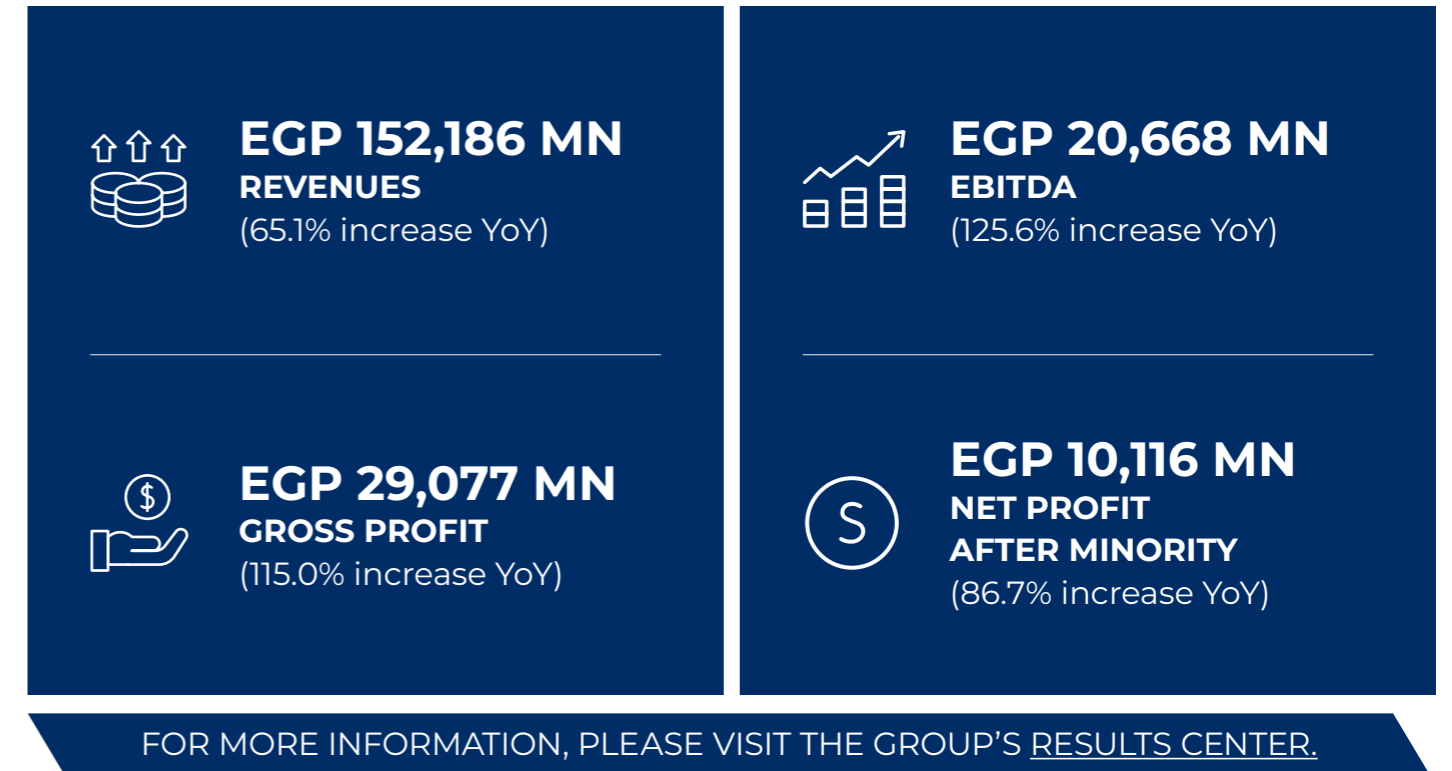 EGP 152,186 MN
REVENUES
(65.1% increase YoY)
EGP 29,077 MN
GROSS PROFIT
(115.0% increase YoY)
EGP 20,668 MN
EBITDA
(125.6% increase YoY)
EGP 10,116 MN
NET PROFIT
AFTER MINORITY
(86.7% increase YoY)
FOR MORE INFORMATION, PLEASE VISIT THE GROUP'S RESULTS CENTER.